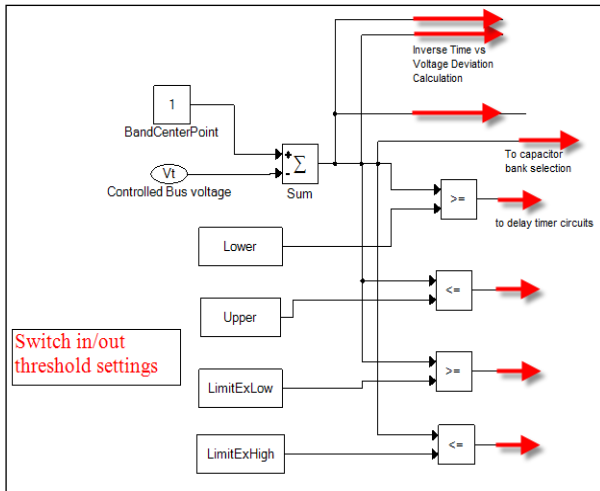 Inverse Time vs
Voltage Deviation
Calculation
1
BandCenterPoint
+
Σ
-
Sum
Vt
Controlled Bus voltage
To capacitor
bank selection
>=
to delay timer circuits
Lower
<=
Upper
Switch in/out
threshold settings
>=
LimitExLow
<=
LimitExHigh